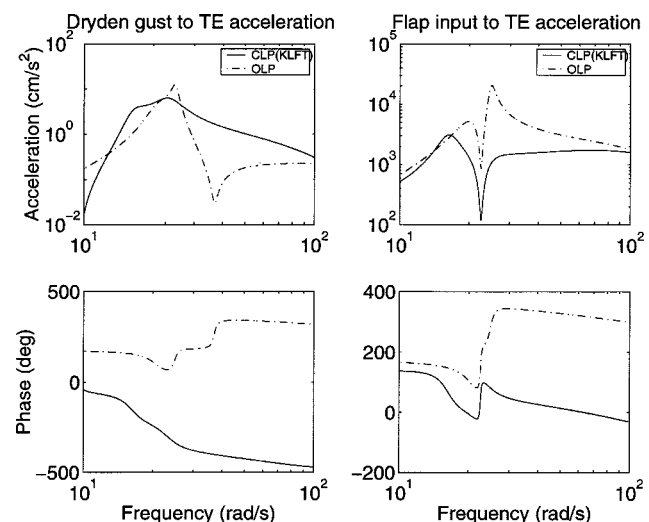 Dryden gust to TE acceleration
Flap input to TE acceleration
10^2
CLP(KLFT)
OLP
10^0
10^-2
10^1
10^2
Acceleration (cm/s^2)
10^5
CLP(KLFT)
OLP
10^4
10^3
10^2
10^1
10^2
500
0
-500
10^1
10^2
Phase (deg)
Frequency (rad/s)
400
200
0
-200
10^1
10^2
Frequency (rad/s)